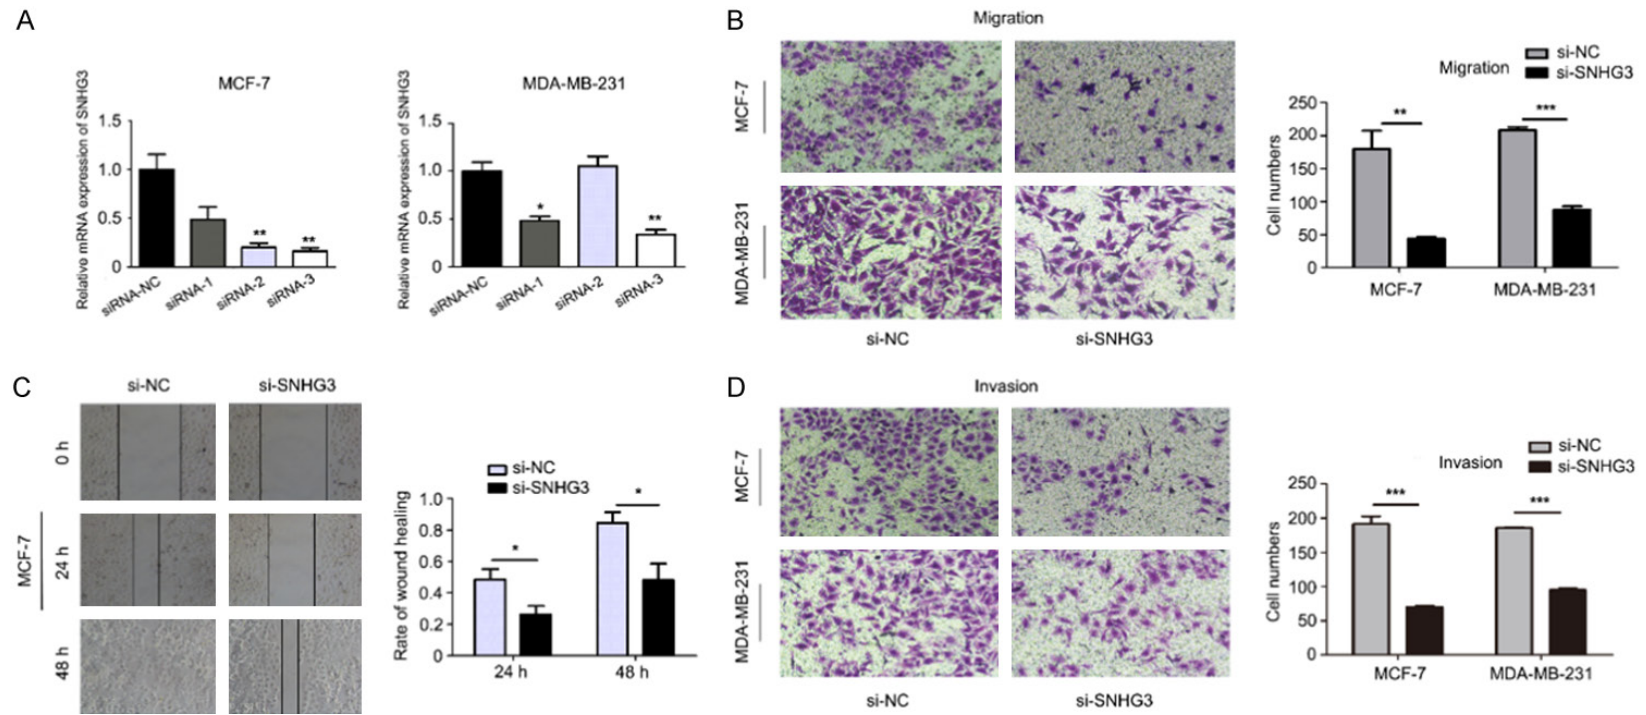 A
MCF-7
Relative mRNA expression of SNHG3
1.5
1.0
0.5
0
**
**
siRNA-NC
siRNA-1
siRNA-2
siRNA-3
MDA-MB-231
Relative mRNA expression of SNHG3
1.5
1.0
0.5
0
*
**
siRNA-NC
siRNA-1
siRNA-2
siRNA-3
B
Migration
MCF-7
MDA-MB-231
si-NC
si-SNHG3
Migration
si-NC
si-SNHG3
Cell numbers
250
200
150
100
50
0
**
***
MCF-7
MDA-MB-231
C
si-NC
si-SNHG3
MCF-7
0 h
24 h
48 h
si-NC
si-SNHG3
Rate of wound healing
1.0
0.8
0.6
0.4
0.2
0
*
*
24 h
48 h
D
Invasion
MCF-7
MDA-MB-231
si-NC
si-SNHG3
Invasion
si-NC
si-SNHG3
Cell numbers
250
200
150
100
50
0
***
***
MCF-7
MDA-MB-231